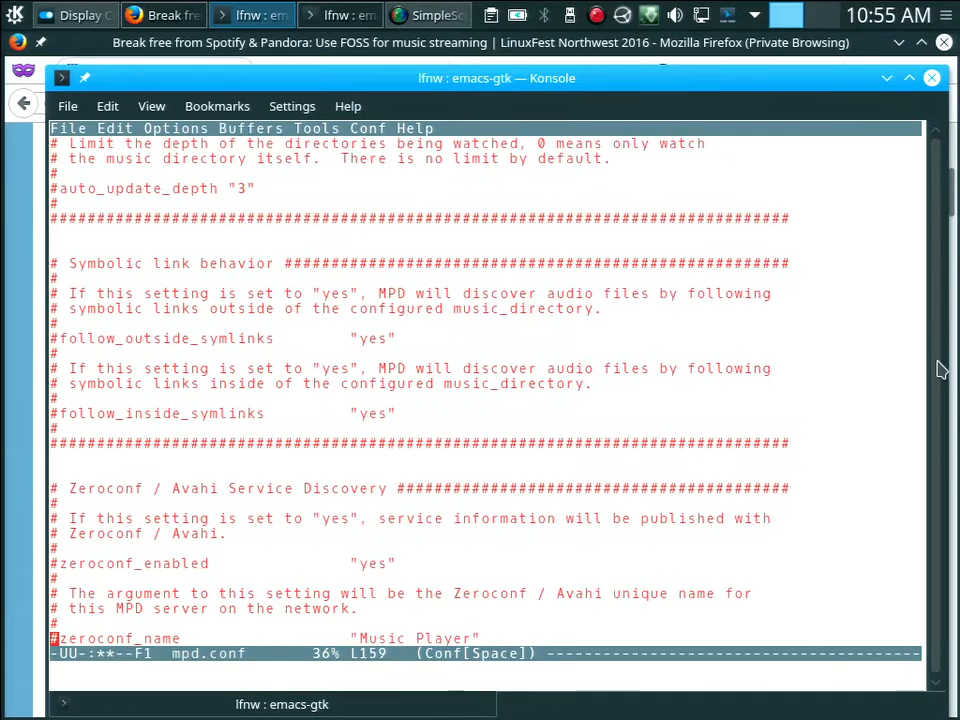 Display C
Break fre
lfnw : em
lfnw : em
SimpleSc
10:55 AM
Break free from Spotify & Pandora: Use FOSS for music streaming | LinuxFest Northwest 2016 - Mozilla Firefox (Private Browsing)
lfnw : emacs-gtk — Konsole
File Edit View Bookmarks Settings Help
File Edit Options Buffers Tools Conf Help
# Limit the depth of the directories being watched, 0 means only watch
# the music directory itself.  There is no limit by default.
#
#auto_update_depth "3"
#
###############################################################################
# Symbolic link behavior ######################################################
#
# If this setting is set to "yes", MPD will discover audio files by following
# symbolic links outside of the configured music_directory.
#
#follow_outside_symlinks        "yes"
#
# If this setting is set to "yes", MPD will discover audio files by following
# symbolic links inside of the configured music_directory.
#
#follow_inside_symlinks         "yes"
#
###############################################################################
# Zeroconf / Avahi Service Discovery ##########################################
#
# If this setting is set to "yes", service information will be published with
# Zeroconf / Avahi.
#
#zeroconf_enabled               "yes"
#
# The argument to this setting will be the Zeroconf / Avahi unique name for
# this MPD server on the network.
#
#zeroconf_name                  "Music Player"
-UU-:**--F1  mpd.conf       36% L159   (Conf[Space]) ----------------------------------------
lfnw : emacs-gtk